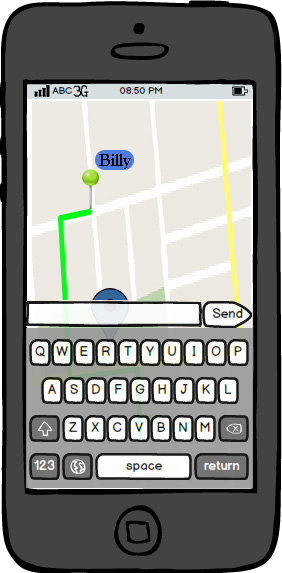 ABC 3G 08:50 PM
Billy
Send
Q W E R T Y U I O P
A S D F G H J K L
Z X C V B N M
123 space return